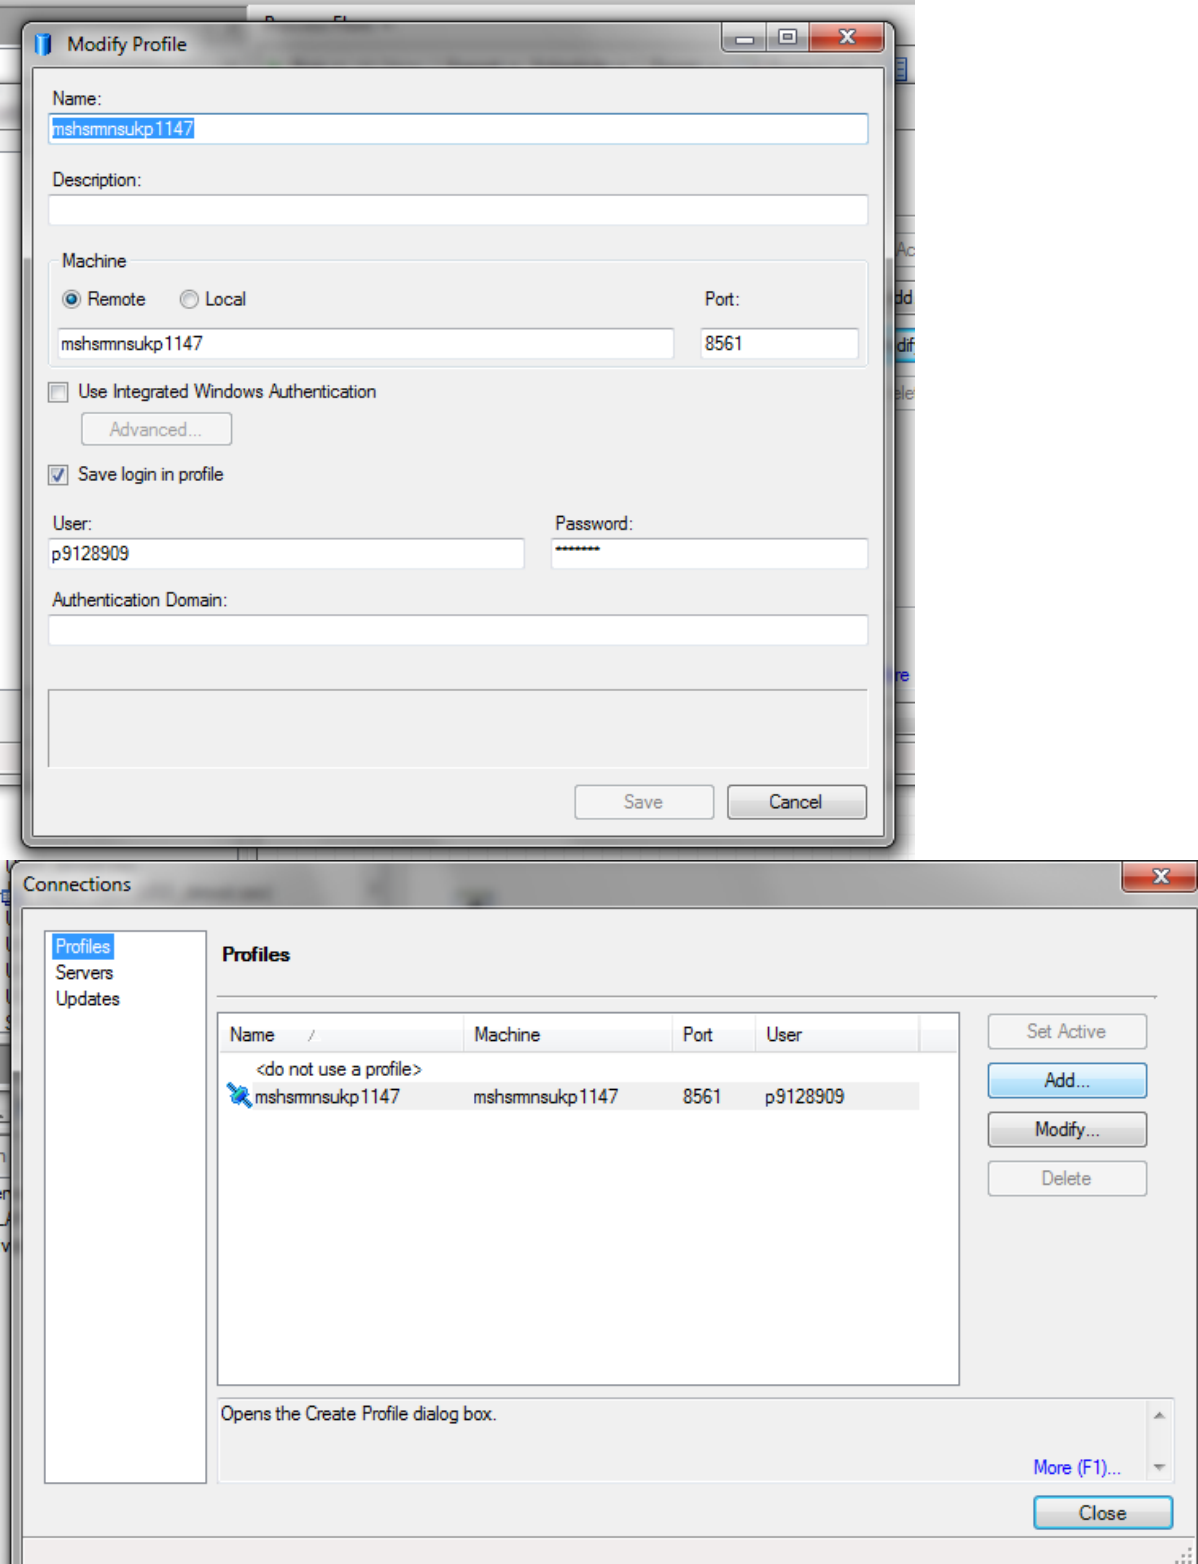 Modify Profile
Name:
mshsrmnsukp1147
Description:
Machine
Remote Local Port:
mshsrmnsukp1147 8561
Use Integrated Windows Authentication
Advanced...
Save login in profile
User: Password:
p9128909 *******
Authentication Domain:
Save Cancel
Connections
Profiles
Servers
Updates
Profiles
Name Machine Port User
<do not use a profile>
mshsrmnsukp1147 mshsrmnsukp1147 8561 p9128909
Set Active
Add...
Modify...
Delete
Opens the Create Profile dialog box.
More (F1)...
Close